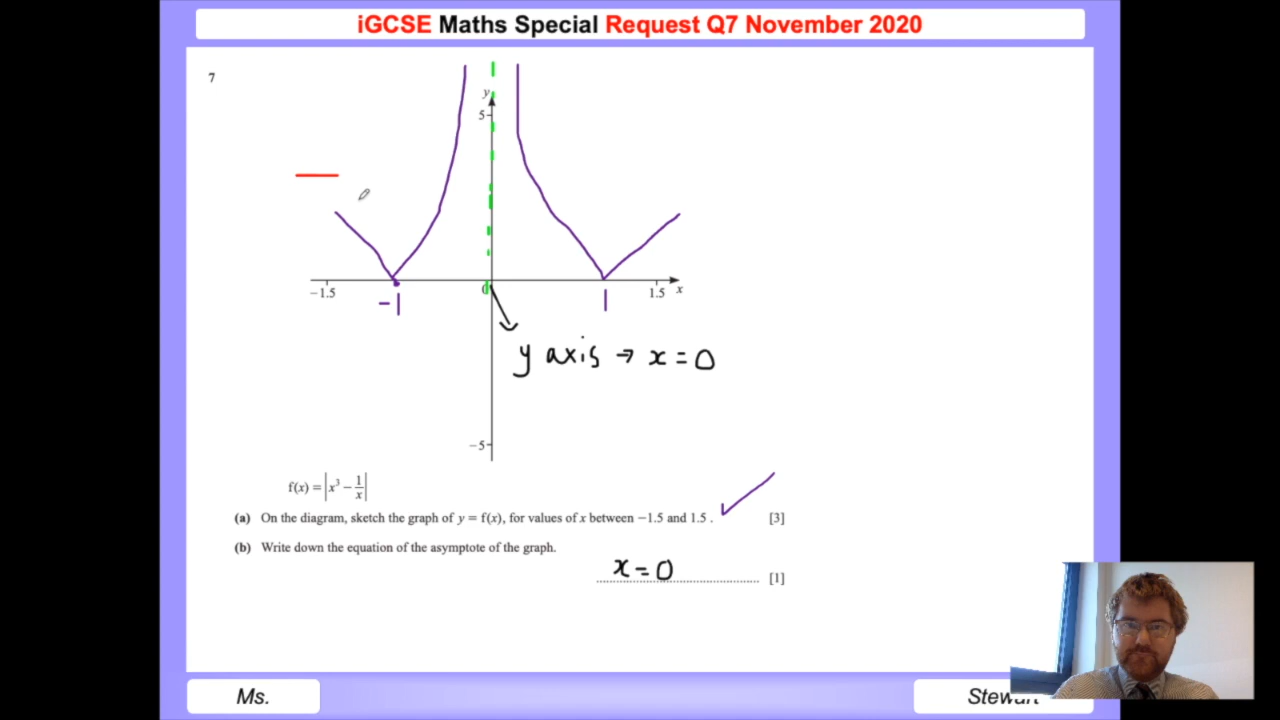 iGCSE Maths Special Request Q7 November 2020
7
y
5
-1.5
0
1.5 x
-1
1
y axis → x = 0
-5
f(x) = |x³ - 1/x|
(a) On the diagram, sketch the graph of y = f(x), for values of x between −1.5 and 1.5 . [3]
(b) Write down the equation of the asymptote of the graph.
x = 0 [1]
Ms.
Stewart